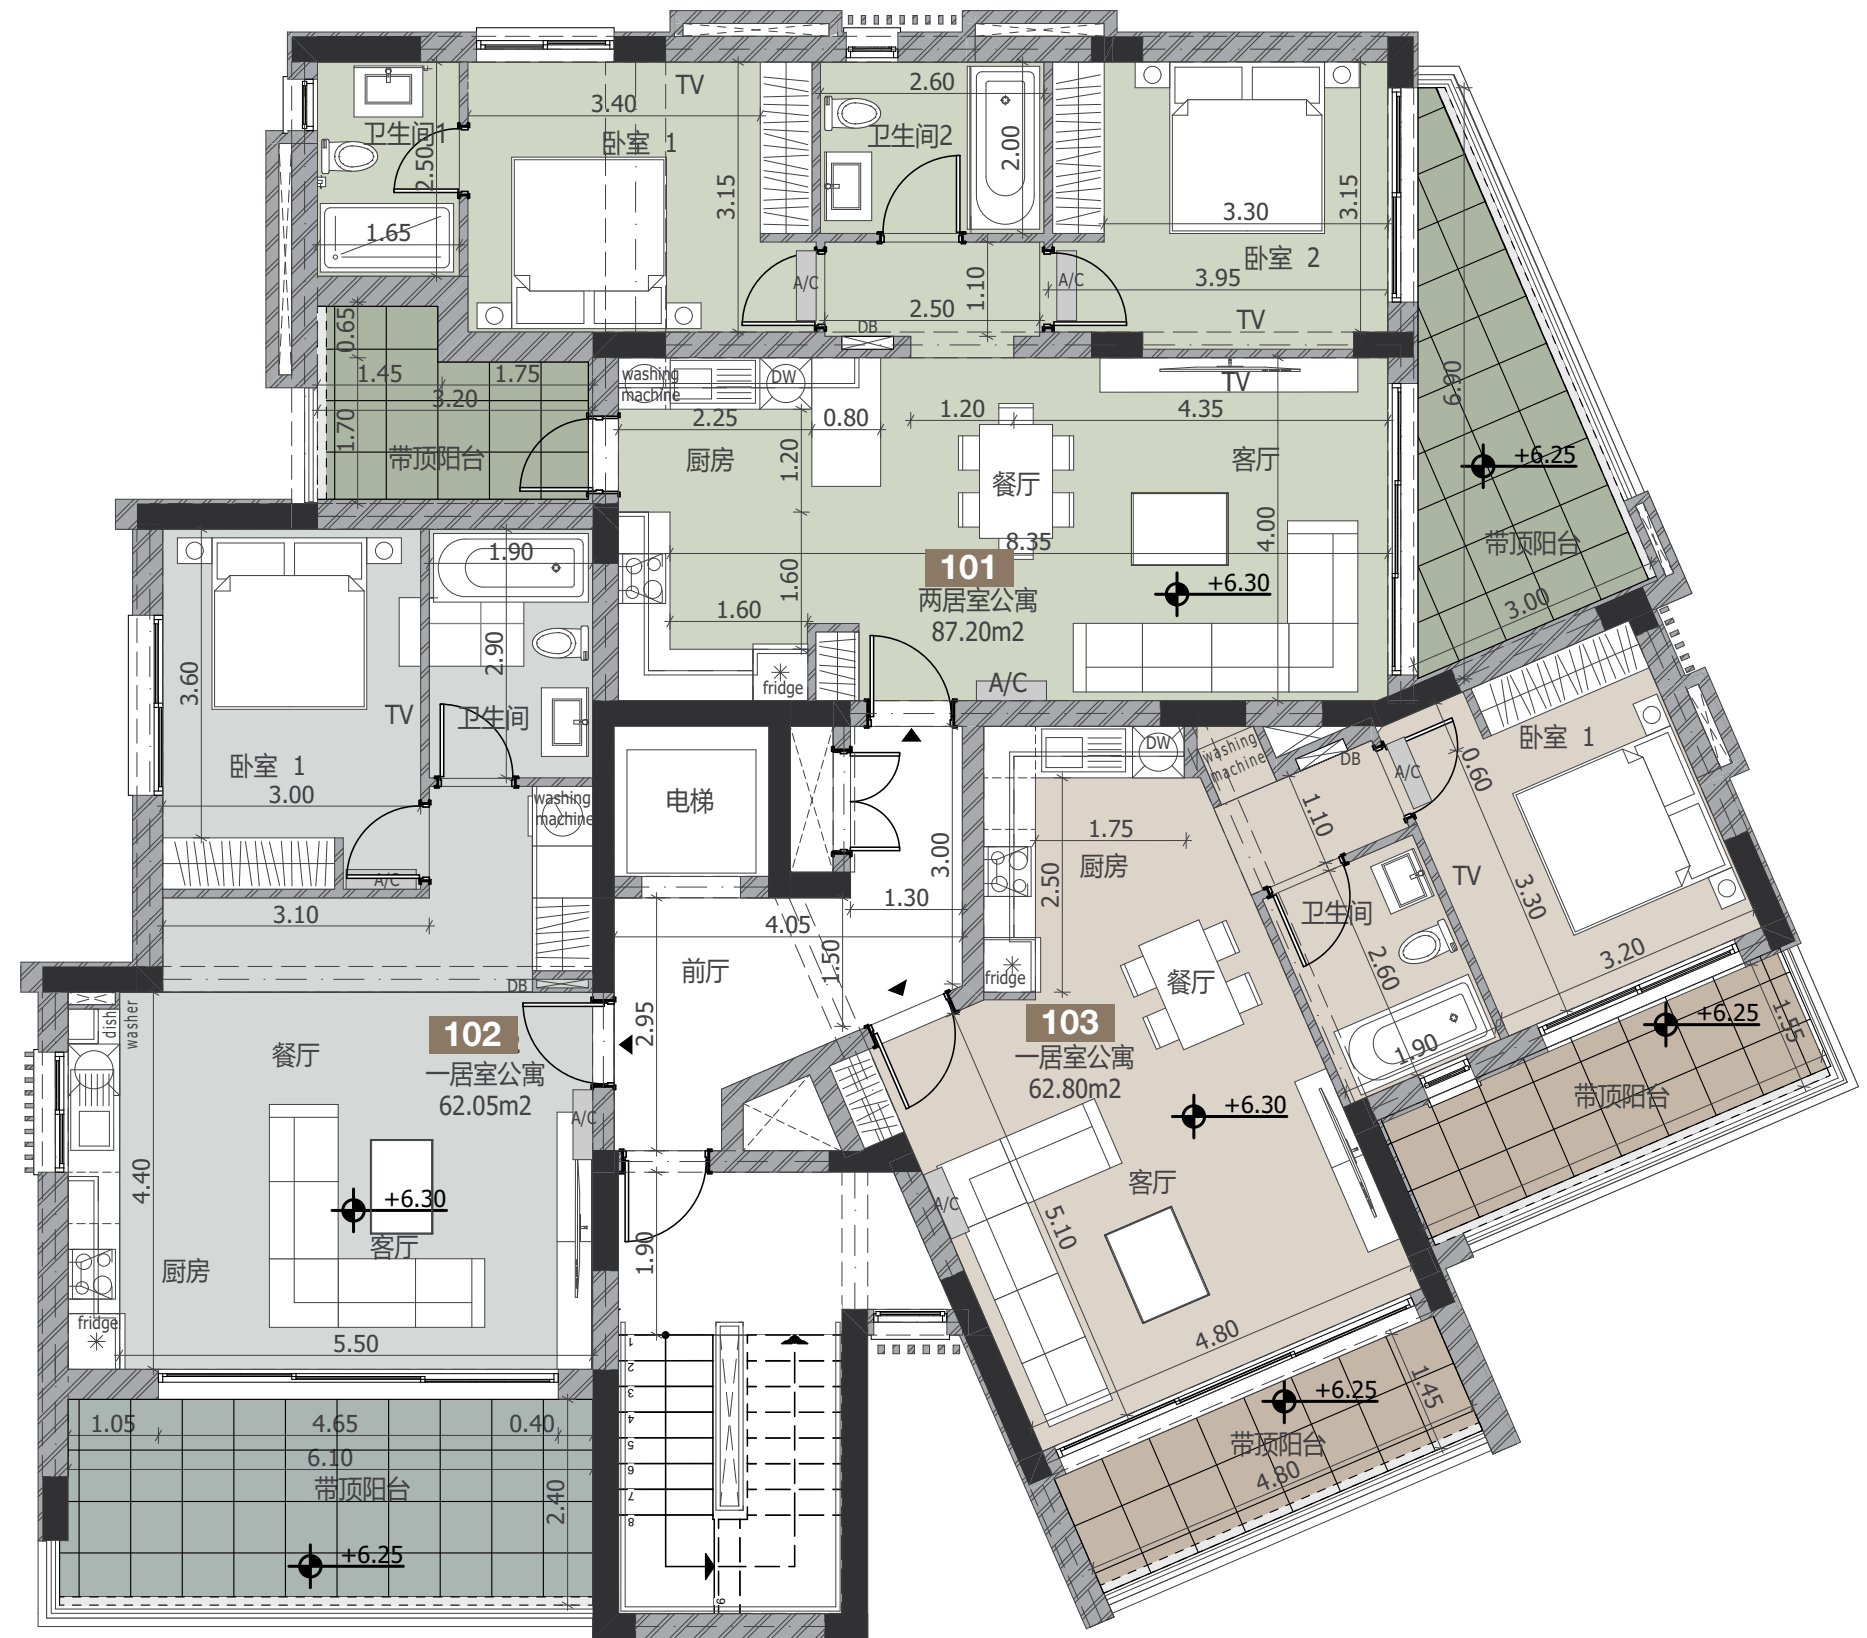 卫生间1
2.50
1.65
TV
3.40
卧室 1
3.15
2.60
卫生间2
2.00
3.30
3.15
卧室 2
3.95
A/C
2.50
1.10
A/C
DB
TV
0.65
1.45
1.75
3.20
1.70
带顶阳台
washing
machine
DW
2.25
0.80
1.20
4.35
TV
厨房
1.20
餐厅
客厅
8.35
4.00
101
两居室公寓
87.20m2
+6.30
1.60
1.60
fridge
A/C
6.90
+6.25
带顶阳台
3.00
1.90
2.90
3.60
TV
卫生间
卧室 1
3.00
washing
machine
A/C
3.10
DB
电梯
3.00
1.30
4.05
1.50
前厅
2.95
1.90
dish
washer
餐厅
102
一居室公寓
62.05m2
A/C
4.40
+6.30
客厅
厨房
fridge
5.50
1.05
4.65
0.40
6.10
带顶阳台
2.40
+6.25
1
2
3
4
5
6
7
8
9
DW
washing
machine
DB
A/C
卧室 1
0.60
1.10
1.75
厨房
2.50
TV
3.30
卫生间
3.20
2.60
餐厅
fridge
103
一居室公寓
62.80m2
1.90
+6.25
1.55
带顶阳台
+6.30
客厅
A/C
5.10
4.80
+6.25
1.45
带顶阳台
4.80